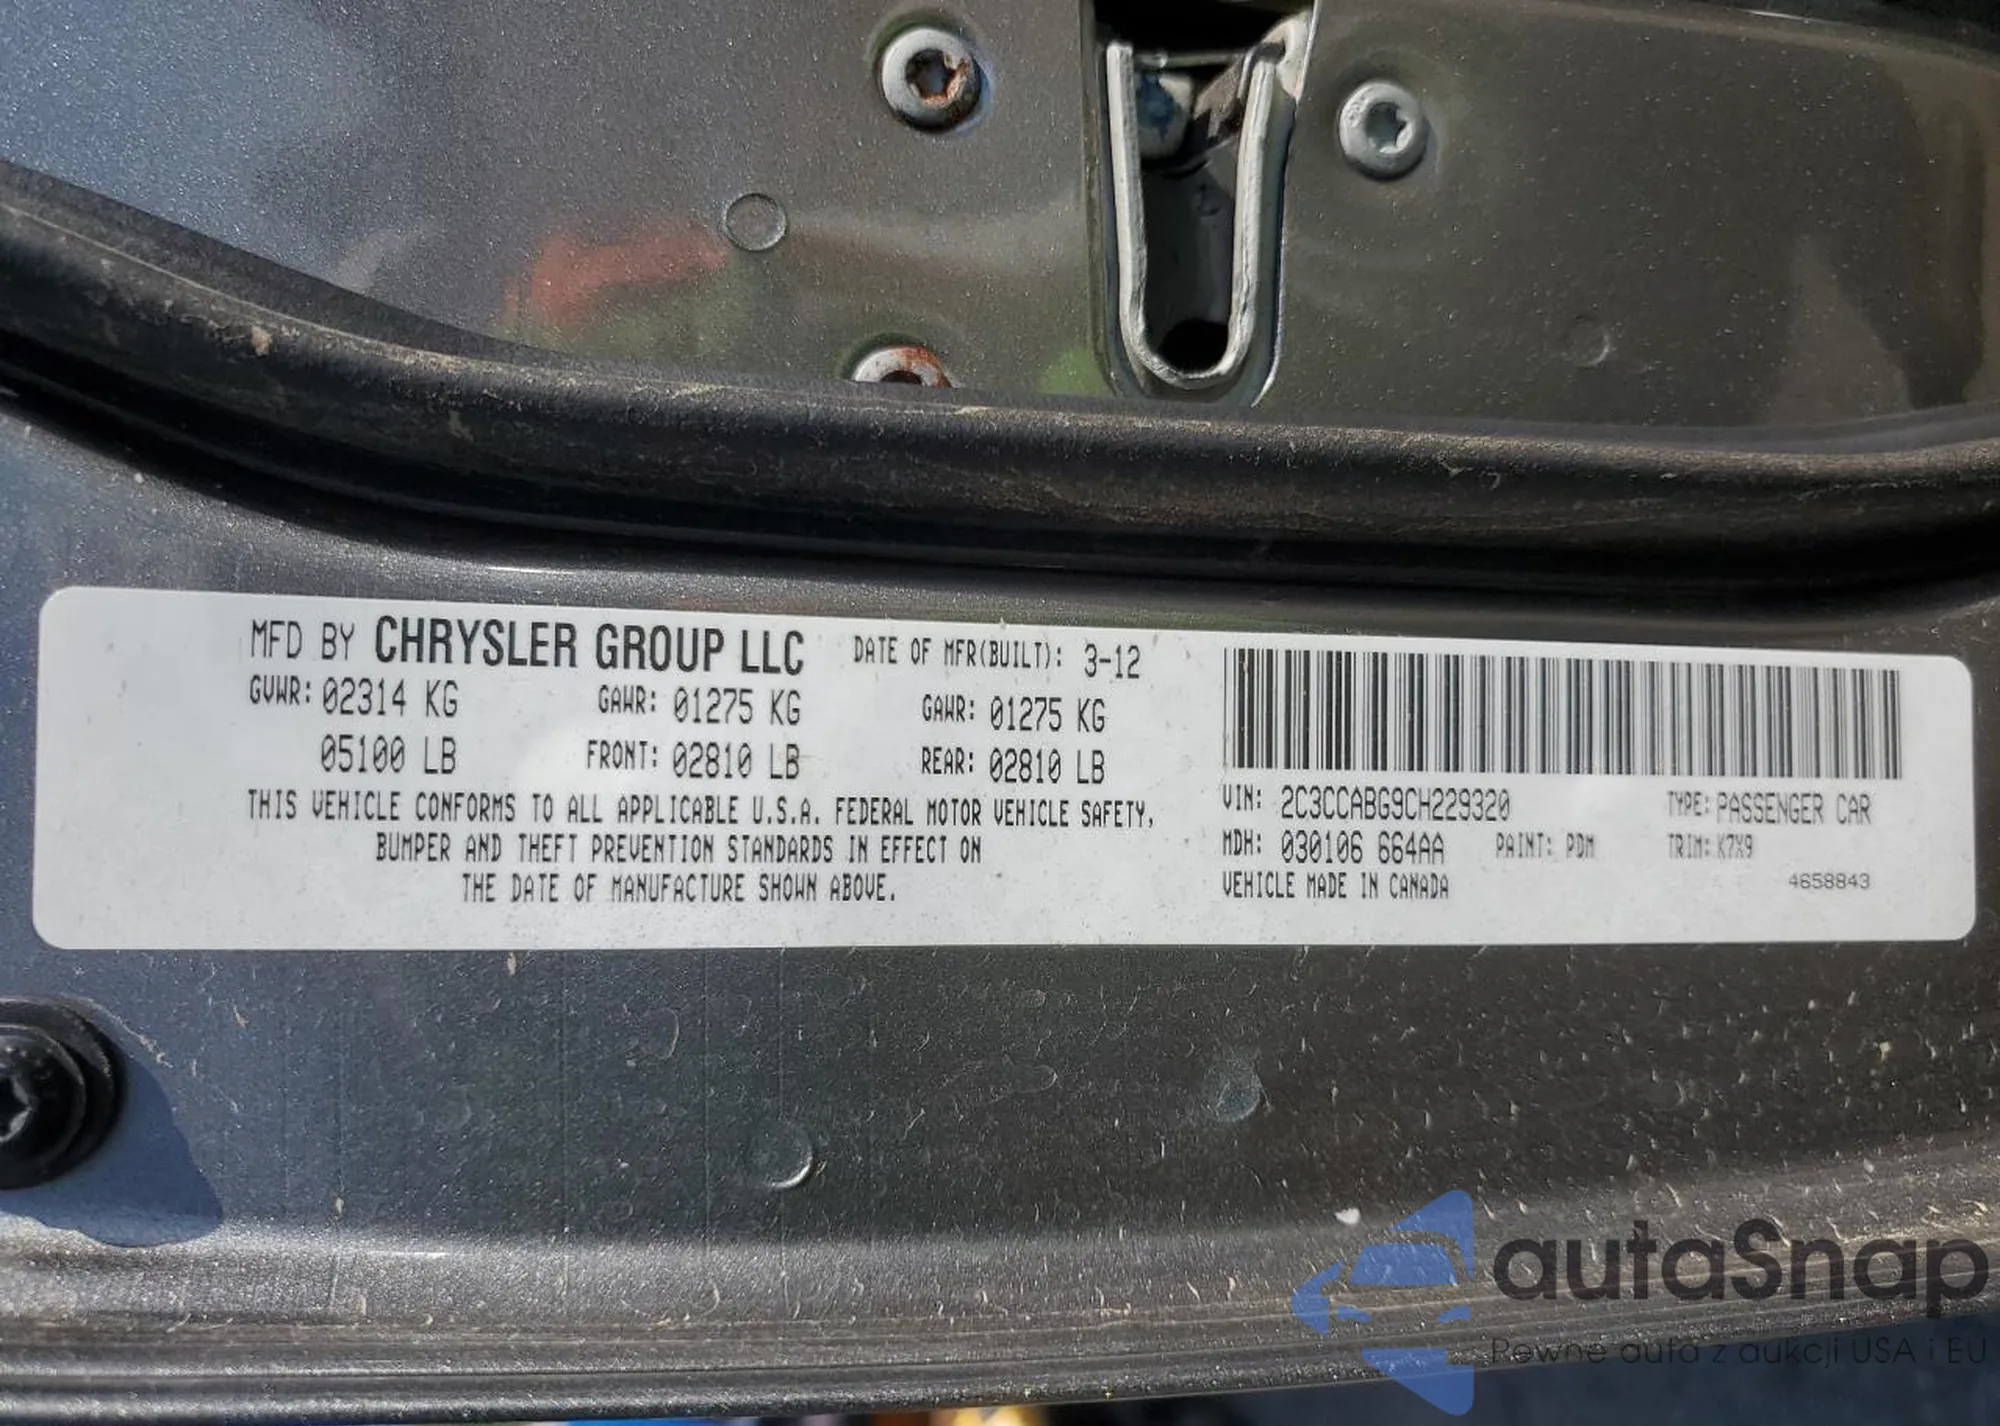 MFD BY CHRYSLER GROUP LLC DATE OF MFR(BUILT): 3-12
GVWR: 02314 KG GAWR: 01275 KG GAWR: 01275 KG
05100 LB FRONT: 02810 LB REAR: 02810 LB
THIS VEHICLE CONFORMS TO ALL APPLICABLE U.S.A. FEDERAL MOTOR VEHICLE SAFETY,
BUMPER AND THEFT PREVENTION STANDARDS IN EFFECT ON
THE DATE OF MANUFACTURE SHOWN ABOVE.
VIN: 2C3CCABG9CH229320 TYPE: PASSENGER CAR
MDH: 030106 664AA PAINT: PDM TRIM: K7X9
VEHICLE MADE IN CANADA 4658843
autaSnap
Pewne auta z aukcji USA i EU